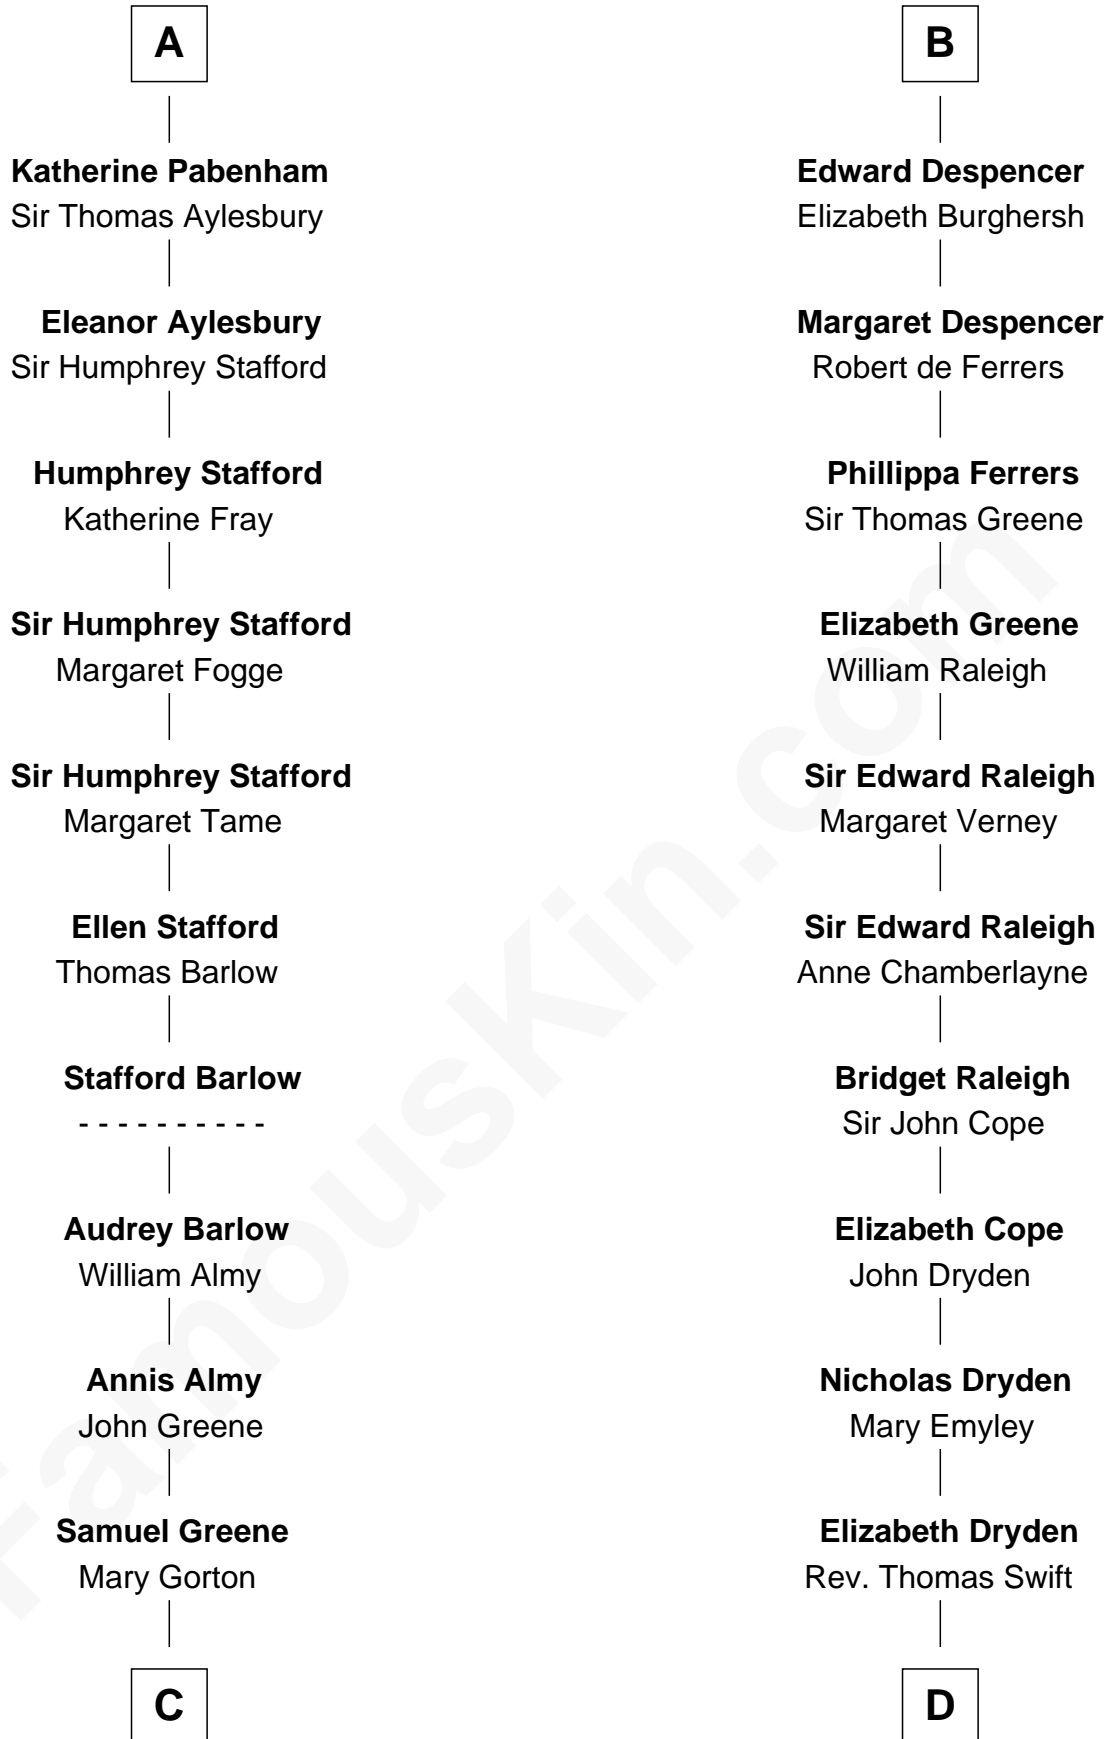 A
Katherine Pabenham
Sir Thomas Aylesbury
Eleanor Aylesbury
Sir Humphrey Stafford
Humphrey Stafford
Katherine Fray
Sir Humphrey Stafford
Margaret Fogge
Sir Humphrey Stafford
Margaret Tame
Ellen Stafford
Thomas Barlow
Stafford Barlow
- - - - - - - - - -
Audrey Barlow
William Almy
Annis Almy
John Greene
Samuel Greene
Mary Gorton
C
B
Edward Despencer
Elizabeth Burghersh
Margaret Despencer
Robert de Ferrers
Phillippa Ferrers
Sir Thomas Greene
Elizabeth Greene
William Raleigh
Sir Edward Raleigh
Margaret Verney
Sir Edward Raleigh
Anne Chamberlayne
Bridget Raleigh
Sir John Cope
Elizabeth Cope
John Dryden
Nicholas Dryden
Mary Emyley
Elizabeth Dryden
Rev. Thomas Swift
D
FamousKin.com